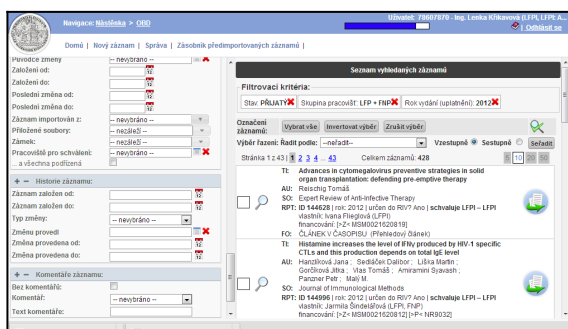 Navigace: Nástěnka > OBD
Uživatel: 78607870 - Ing. Lenka Křikavová (LFPI, LFPI: A...
| Odhlásit se
Domů | Nový záznam | Správa | Zásobník předimportovaných záznamů |
Původce změny -- nevybráno --
Založení od:
Založení do:
Poslední změna od:
Poslední změna do:
Záznam importován z: -- nevybráno --
Přiložené soubory: -- nezáleží --
Zámek: -- nezáleží --
Pracoviště pro schválení: -- nevybráno --
... a všechna podřízená
+ − Historie záznamu:
Záznam založen od:
Záznam založen do:
Typ změny: -- nevybráno --
Změnu provedl -- nevybráno --
Změna provedena od:
Změna provedena do:
+ − Komentáře záznamu:
Bez komentářů:
Komentář: -- nevybráno --
Text komentáře:
Seznam vyhledaných záznamů
Filtrovací kritéria:
Stav: PŘIJATÝ Skupina pracovišť: LFP + FNP Rok vydání (uplatnění): 2012
Označení záznamů: Vybrat vše Invertovat výběr Zrušit výběr
Výběr řazení: Řadit podle: --neřadit-- Vzestupně Sestupně Seřadit
Stránka 1 z 43 | 1 2 3 4 ... 43 Celkem záznamů: 428 5 10 20 50
TI: Advances in cytomegalovirus preventive strategies in solid
organ transplantation: defending pre-emptive therapy
AU: Reischig Tomáš
SO: Expert Review of Anti-Infective Therapy
RPT: ID 144628 | rok: 2012 | určen do RIV? Ano | schvaluje LFPI – LFPI
vlastník: Ivana Flieglová (LFPI)
financování: [>Z< MSM0021620819]
FO: ČLÁNEK V ČASOPISU (Přehledový článek)
TI: Histamine increases the level of IFNγ produced by HIV-1 specific
CTLs and this production depends on total IgE level
AU: Hanzlíková Jana ; Sedláček Dalibor ; Liška Martin ;
Gorčíková Jitka ; Vlas Tomáš ; Amiramini Syavash ;
Panzner Petr ; Malý M.
SO: Journal of Immunological Methods
RPT: ID 144996 | rok: 2012 | určen do RIV? Ano | schvaluje LFPI – LFPI
vlastník: Jarmila Šindelářová (LFPI, FNP)
financování: [>Z< MSM0021620812] [>P< NR9032]